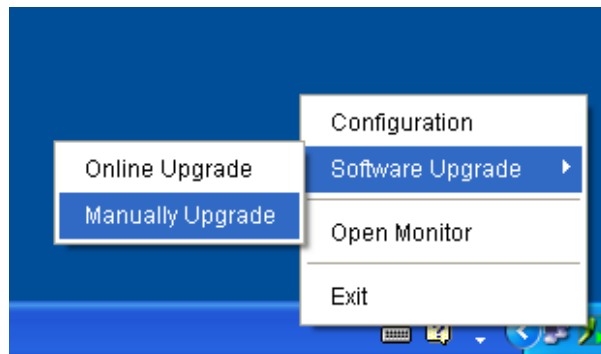 Configuration
Software Upgrade
Online Upgrade
Manually Upgrade
Open Monitor
Exit